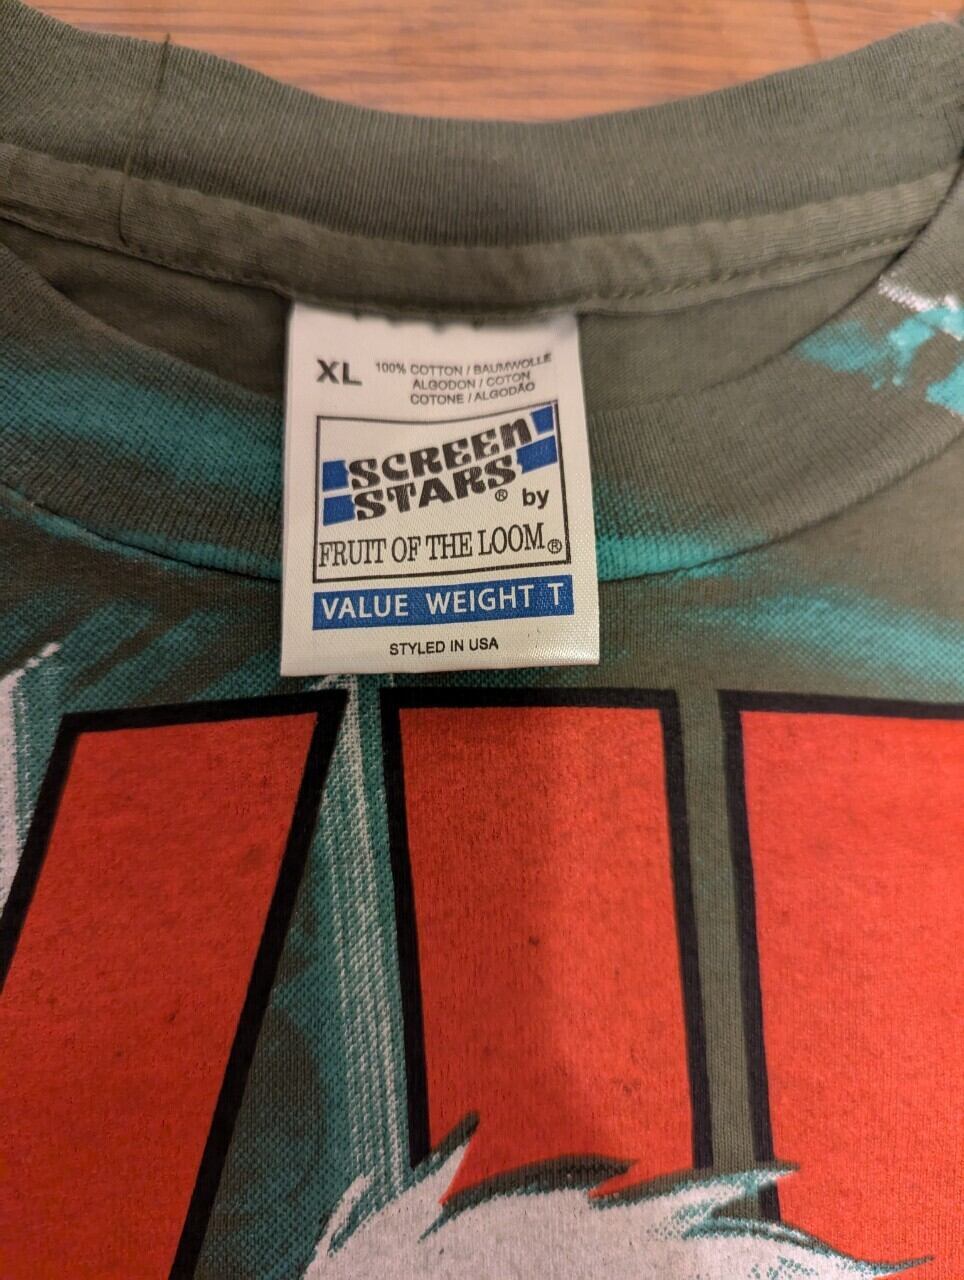 XL
100% COTTON / BAUMWOLLE
ALGODON / COTON
COTONE / ALGODÃO
SCREEN
STARS® by
FRUIT OF THE LOOM®
VALUE WEIGHT T
STYLED IN USA